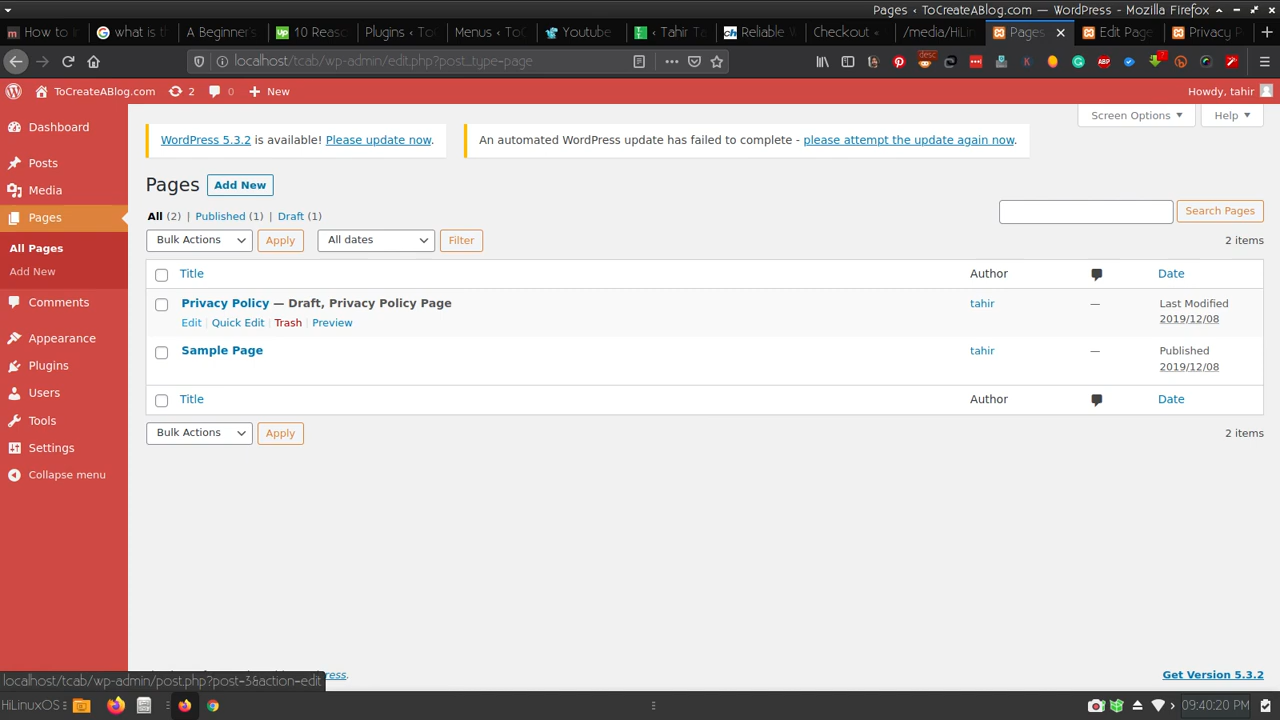 Pages ‹ ToCreateABlog.com — WordPress - Mozilla Firefox
How to i
what is th
A Beginner's
10 Reaso
Plugins ‹ To
Menus ‹ ToC
Youtube
‹ Tahir Ta
Reliable W
Checkout «
/media/HiLin
Pages
Edit Page
Privacy P
localhost/tcab/wp-admin/edit.php?post_type=page
ToCreateABlog.com 2 0 New
Howdy, tahir
Dashboard
Posts
Media
Pages
All Pages
Add New
Comments
Appearance
Plugins
Users
Tools
Settings
Collapse menu
Screen Options
Help
WordPress 5.3.2 is available! Please update now.
An automated WordPress update has failed to complete - please attempt the update again now.
Pages Add New
All (2) | Published (1) | Draft (1)
Search Pages
Bulk Actions Apply All dates Filter
2 items
Title Author Date
Privacy Policy — Draft, Privacy Policy Page tahir — Last Modified
2019/12/08
Edit | Quick Edit | Trash | Preview
Sample Page tahir — Published
2019/12/08
Title Author Date
Bulk Actions Apply
2 items
ress.
Get Version 5.3.2
localhost/tcab/wp-admin/post.php?post=3&action=edit
HiLinuxOS
09:40:20 PM